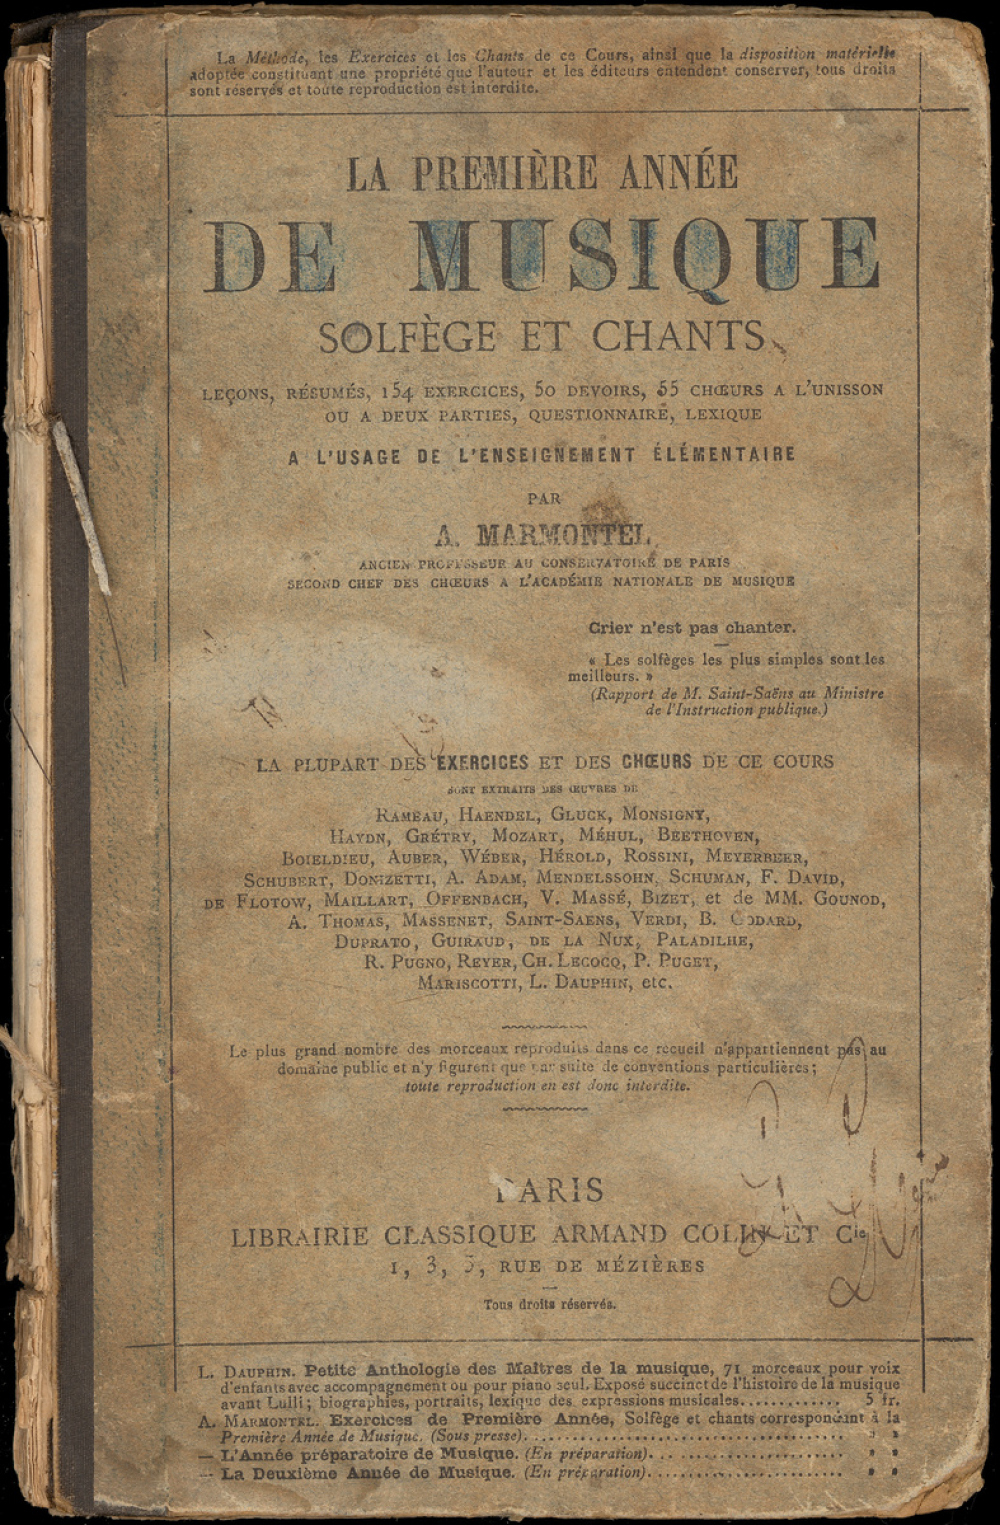 La Méthode, les Exercices et les Chants de ce Cours, ainsi que la disposition matérielle
adoptée constituant une propriété que l'auteur et les éditeurs entendent conserver, tous droits
sont réservés et toute reproduction est interdite.
LA PREMIÈRE ANNÉE
DE MUSIQUE
SOLFÈGE ET CHANTS
LEÇONS, RÉSUMÉS, 154 EXERCICES, 50 DEVOIRS, 55 CHŒURS A L'UNISSON
OU A DEUX PARTIES, QUESTIONNAIRE, LEXIQUE
A L'USAGE DE L'ENSEIGNEMENT ÉLÉMENTAIRE
PAR
A. MARMONTEL
ANCIEN PROFESSEUR AU CONSERVATOIRE DE PARIS
SECOND CHEF DES CHŒURS A L'ACADÉMIE NATIONALE DE MUSIQUE
Crier n'est pas chanter.
« Les solfèges les plus simples sont les
meilleurs. »
(Rapport de M. Saint-Saëns au Ministre
de l'Instruction publique.)
LA PLUPART DES EXERCICES ET DES CHŒURS DE CE COURS
SONT EXTRAITS DES ŒUVRES DE
RAMEAU, HAENDEL, GLUCK, MONSIGNY,
HAYDN, GRÉTRY, MOZART, MÉHUL, BEETHOVEN,
BOIELDIEU, AUBER, WÉBER, HÉROLD, ROSSINI, MEYERBEER,
SCHUBERT, DONIZETTI, A. ADAM, MENDELSSOHN, SCHUMAN, F. DAVID,
DE FLOTOW, MAILLART, OFFENBACH, V. MASSÉ, BIZET, et de MM. GOUNOD,
A. THOMAS, MASSENET, SAINT-SAENS, VERDI, B. GODARD,
DUPRATO, GUIRAUD, DE LA NUX, PALADILHE,
R. PUGNO, REYER, CH. LECOCQ, P. PUGET,
MARISCOTTI, L. DAUPHIN, etc.
Le plus grand nombre des morceaux reproduits dans ce recueil n'appartiennent pas au
domaine public et n'y figurent que par suite de conventions particulières;
toute reproduction en est donc interdite.
PARIS
LIBRAIRIE CLASSIQUE ARMAND COLIN ET Cie
1, 3, 5, RUE DE MÉZIÈRES
Tous droits réservés.
L. DAUPHIN. Petite Anthologie des Maîtres de la musique, 71 morceaux pour voix
d'enfants avec accompagnement ou pour piano seul. Exposé succinct de l'histoire de la musique
avant Lulli; biographies, portraits, lexique des expressions musicales............. 5 fr.
A. MARMONTEL. Exercices de Première Année, Solfège et chants correspondant à la
Première Année de Musique. (Sous presse)........................................ » »
— L'Année préparatoire de Musique. (En préparation)......................... » »
— La Deuxième Année de Musique. (En préparation)......................... » »